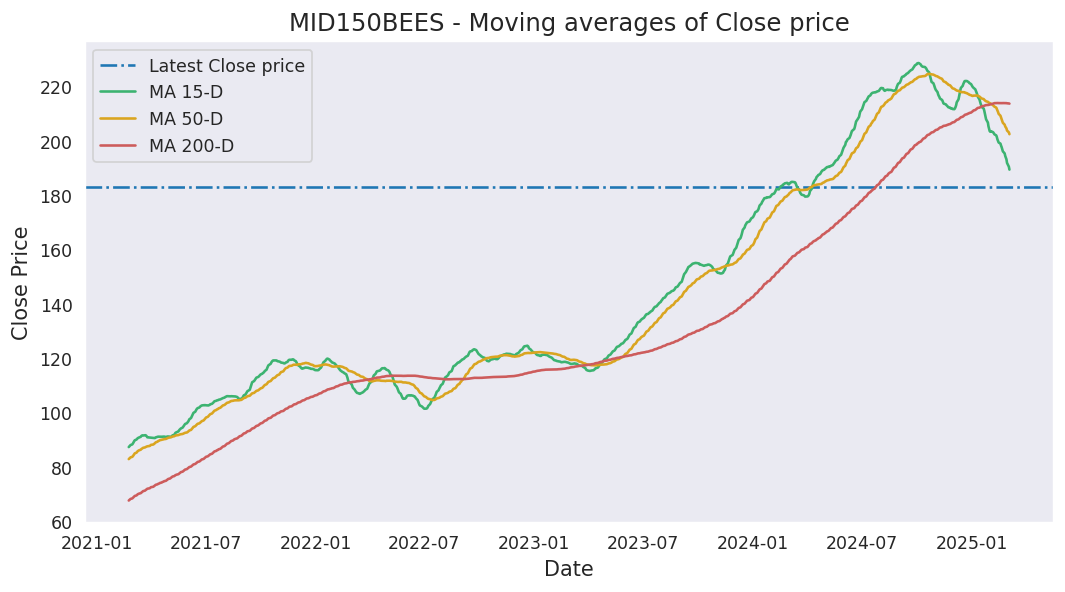 MID150BEES - Moving averages of Close price
Latest Close price
MA 15-D
MA 50-D
MA 200-D
Close Price
220
200
180
160
140
120
100
80
60
2021-01 2021-07 2022-01 2022-07 2023-01 2023-07 2024-01 2024-07 2025-01
Date